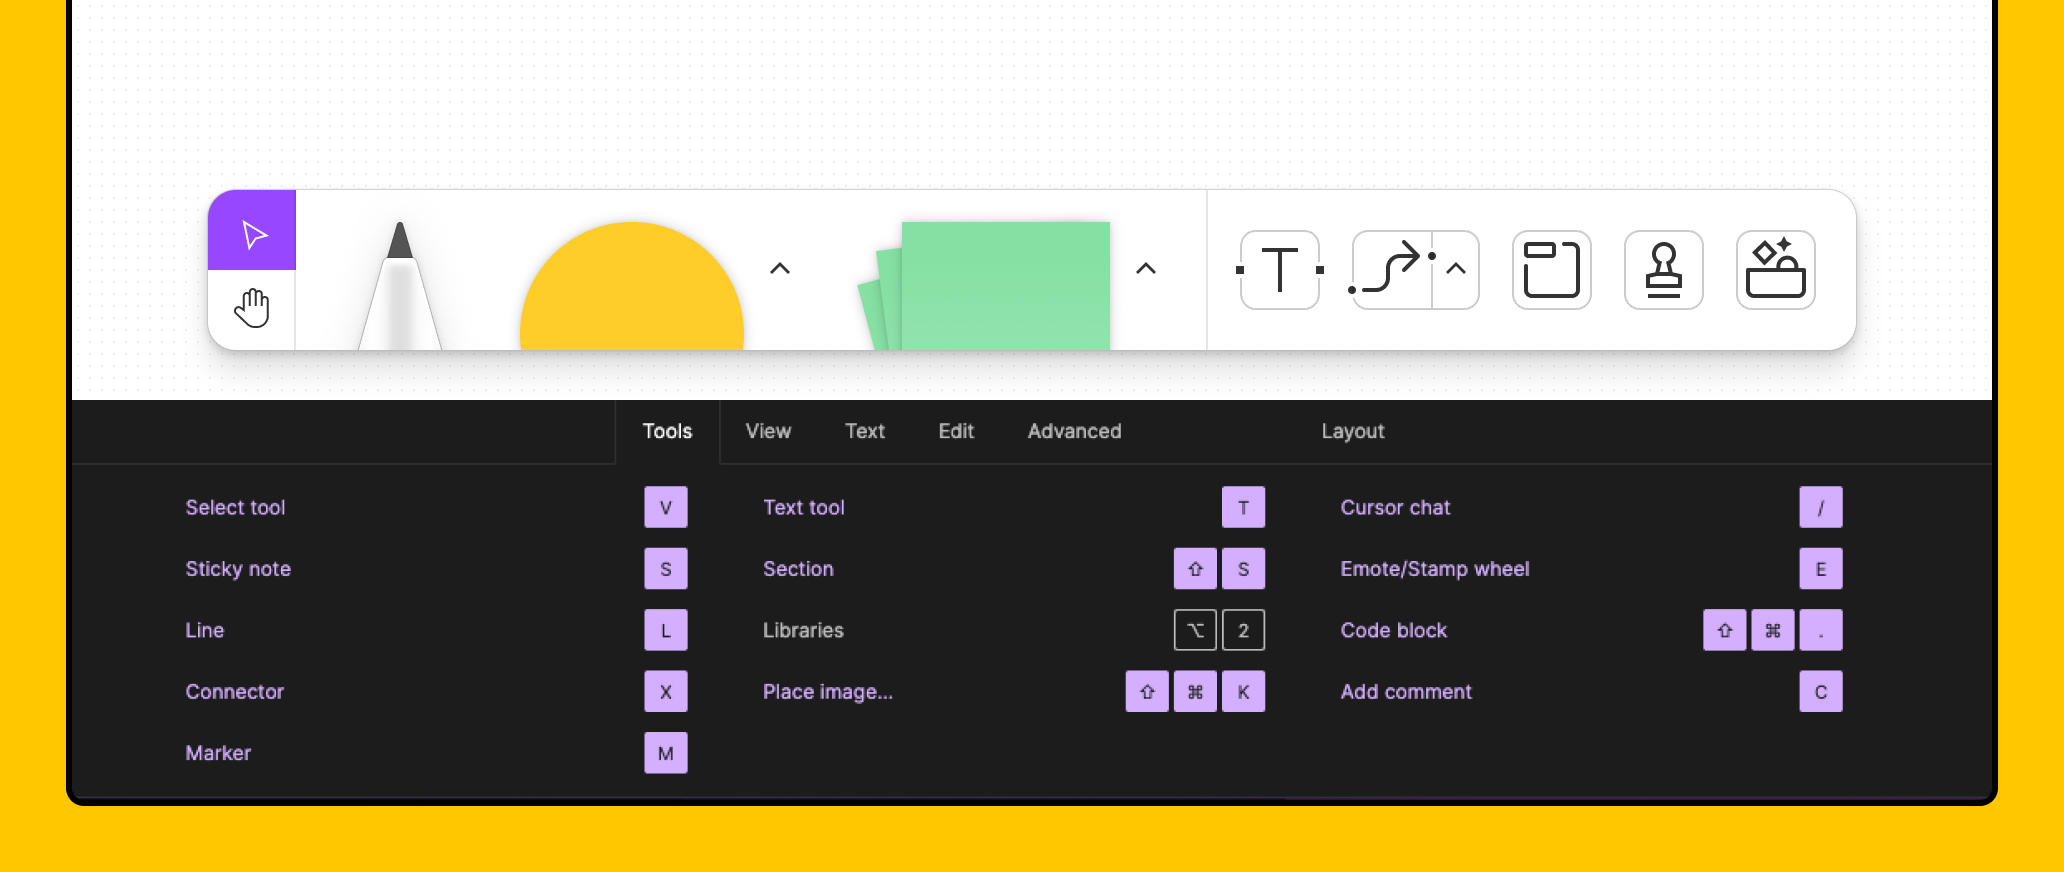 T
Tools View Text Edit Advanced Layout
Select tool V
Sticky note S
Line L
Connector X
Marker M
Text tool T
Section ⇧ S
Libraries ⌥ 2
Place image... ⇧ ⌘ K
Cursor chat /
Emote/Stamp wheel E
Code block ⇧ ⌘ .
Add comment C